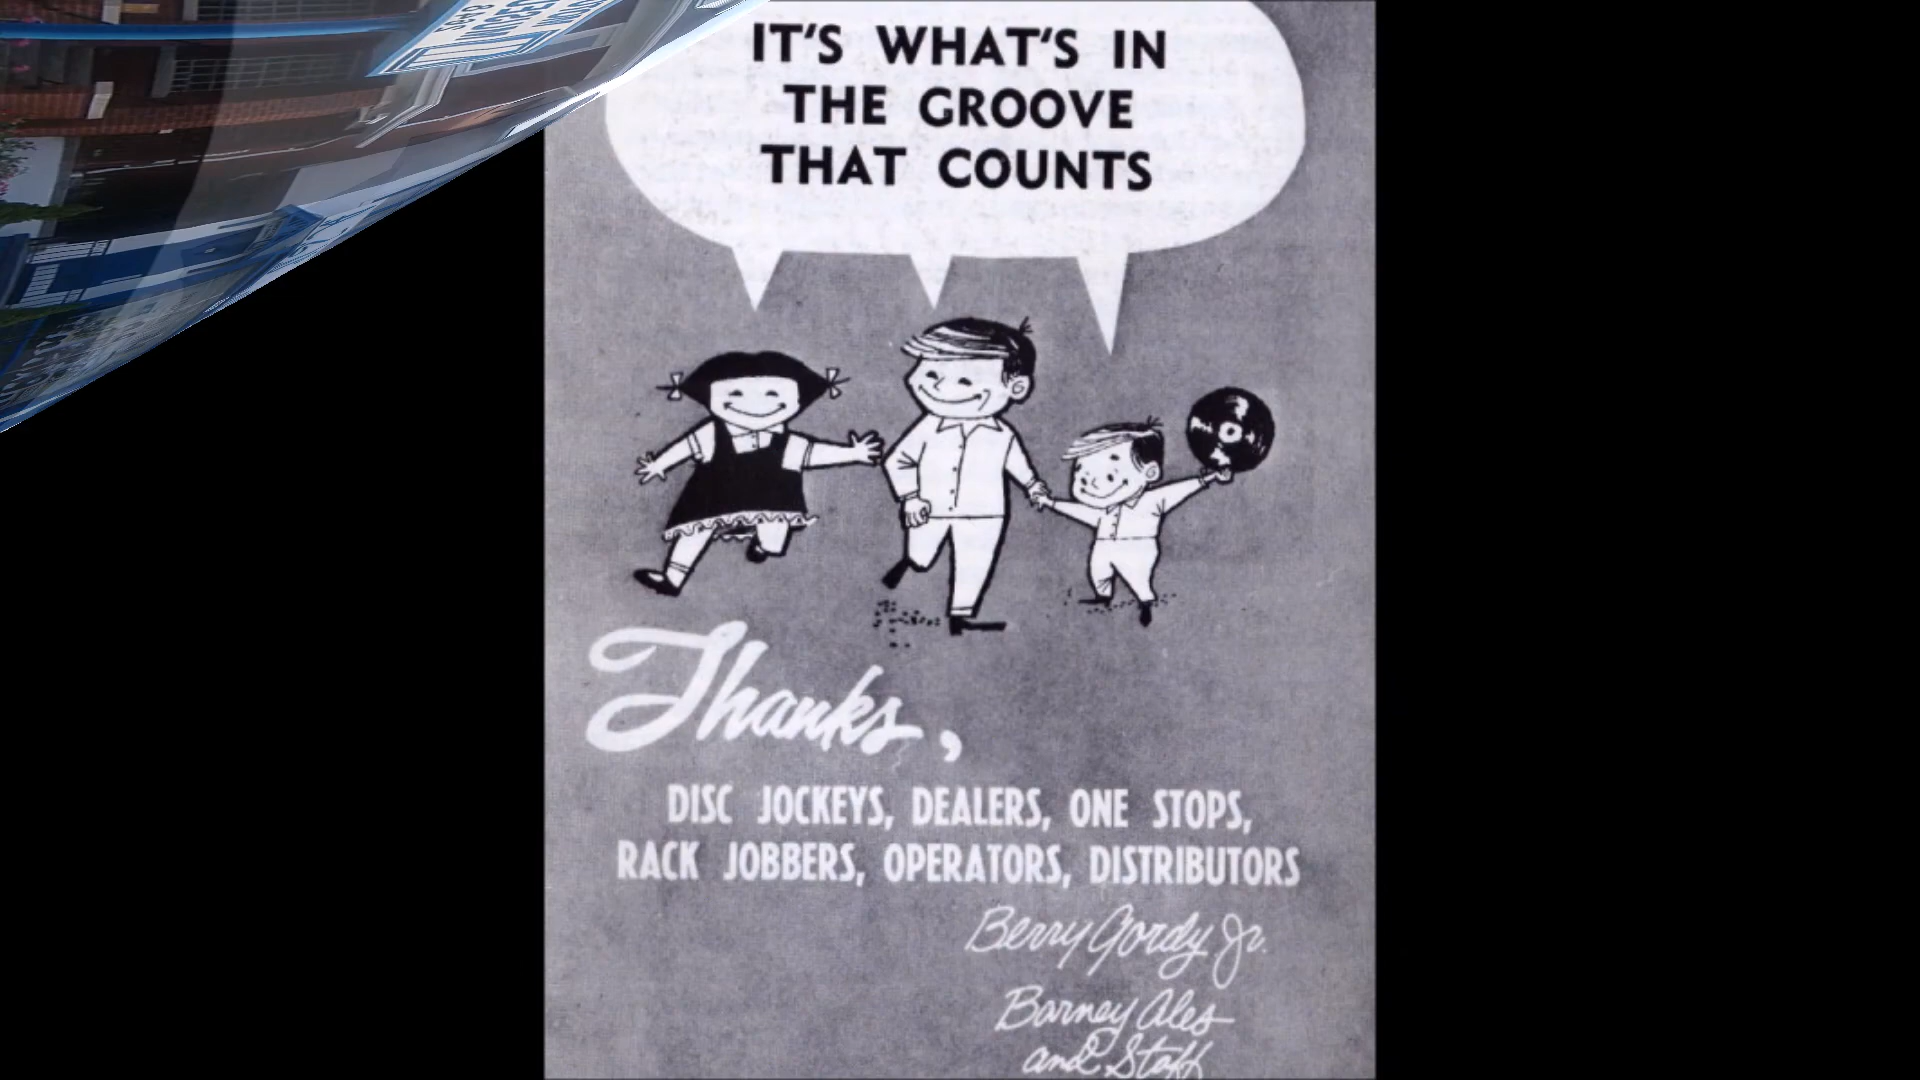 IT'S WHAT'S IN
THE GROOVE
THAT COUNTS
Thanks,
DISC JOCKEYS, DEALERS, ONE STOPS,
RACK JOBBERS, OPERATORS, DISTRIBUTORS
Berry Gordy Jr.
Barney Ales
and Staff